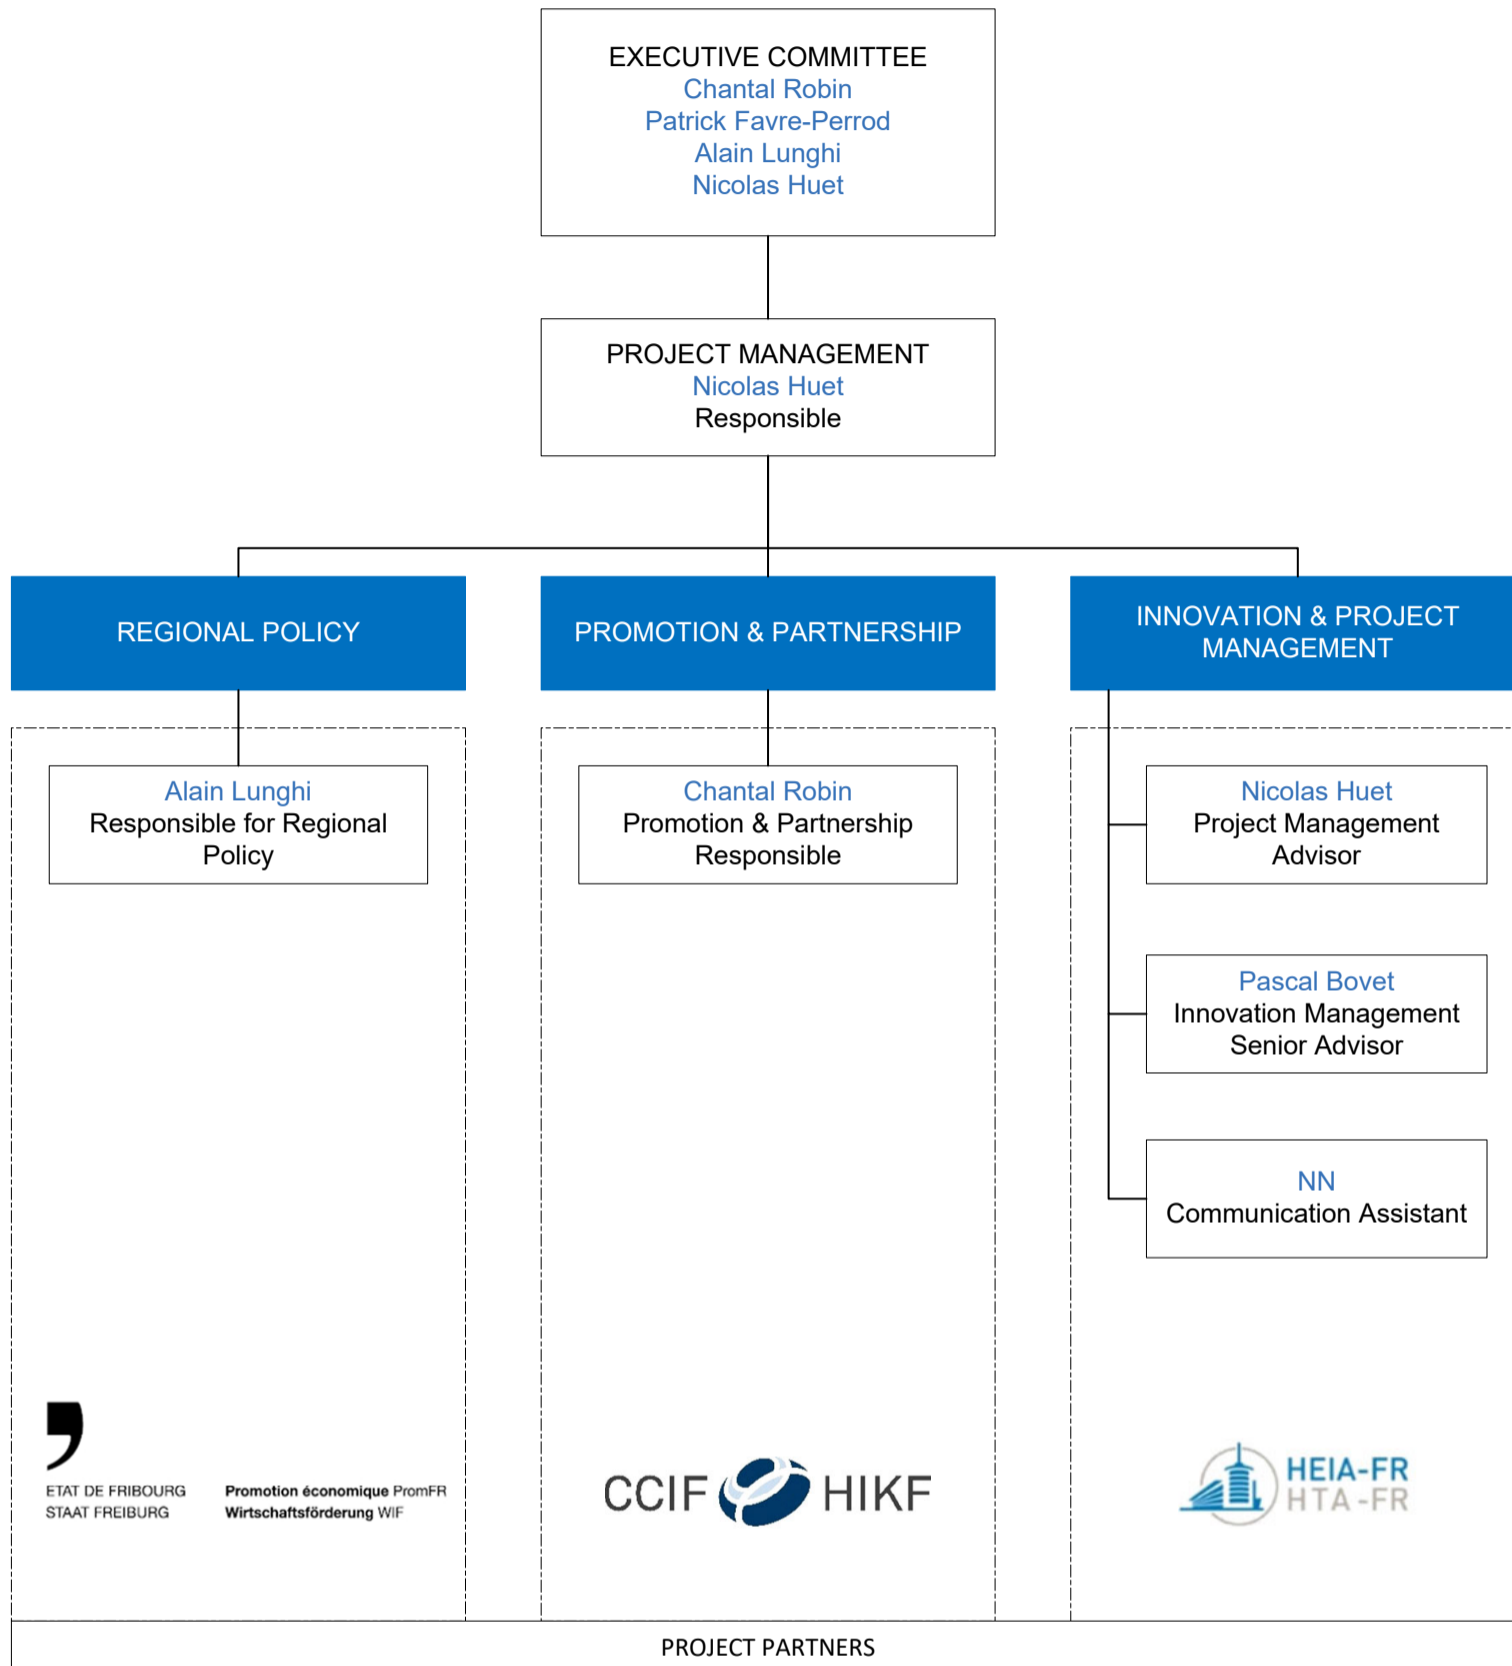 EXECUTIVE COMMITTEE
Chantal Robin
Patrick Favre-Perrod
Alain Lunghi
Nicolas Huet
PROJECT MANAGEMENT
Nicolas Huet
Responsible
REGIONAL POLICY
PROMOTION & PARTNERSHIP
INNOVATION & PROJECT
MANAGEMENT
Alain Lunghi
Responsible for Regional
Policy
Chantal Robin
Promotion & Partnership
Responsible
Nicolas Huet
Project Management
Advisor
Pascal Bovet
Innovation Management
Senior Advisor
NN
Communication Assistant
ETAT DE FRIBOURG
STAAT FREIBURG
Promotion économique PromFR
Wirtschaftsförderung WIF
CCIF HIKF
HEIA-FR
HTA-FR
PROJECT PARTNERS